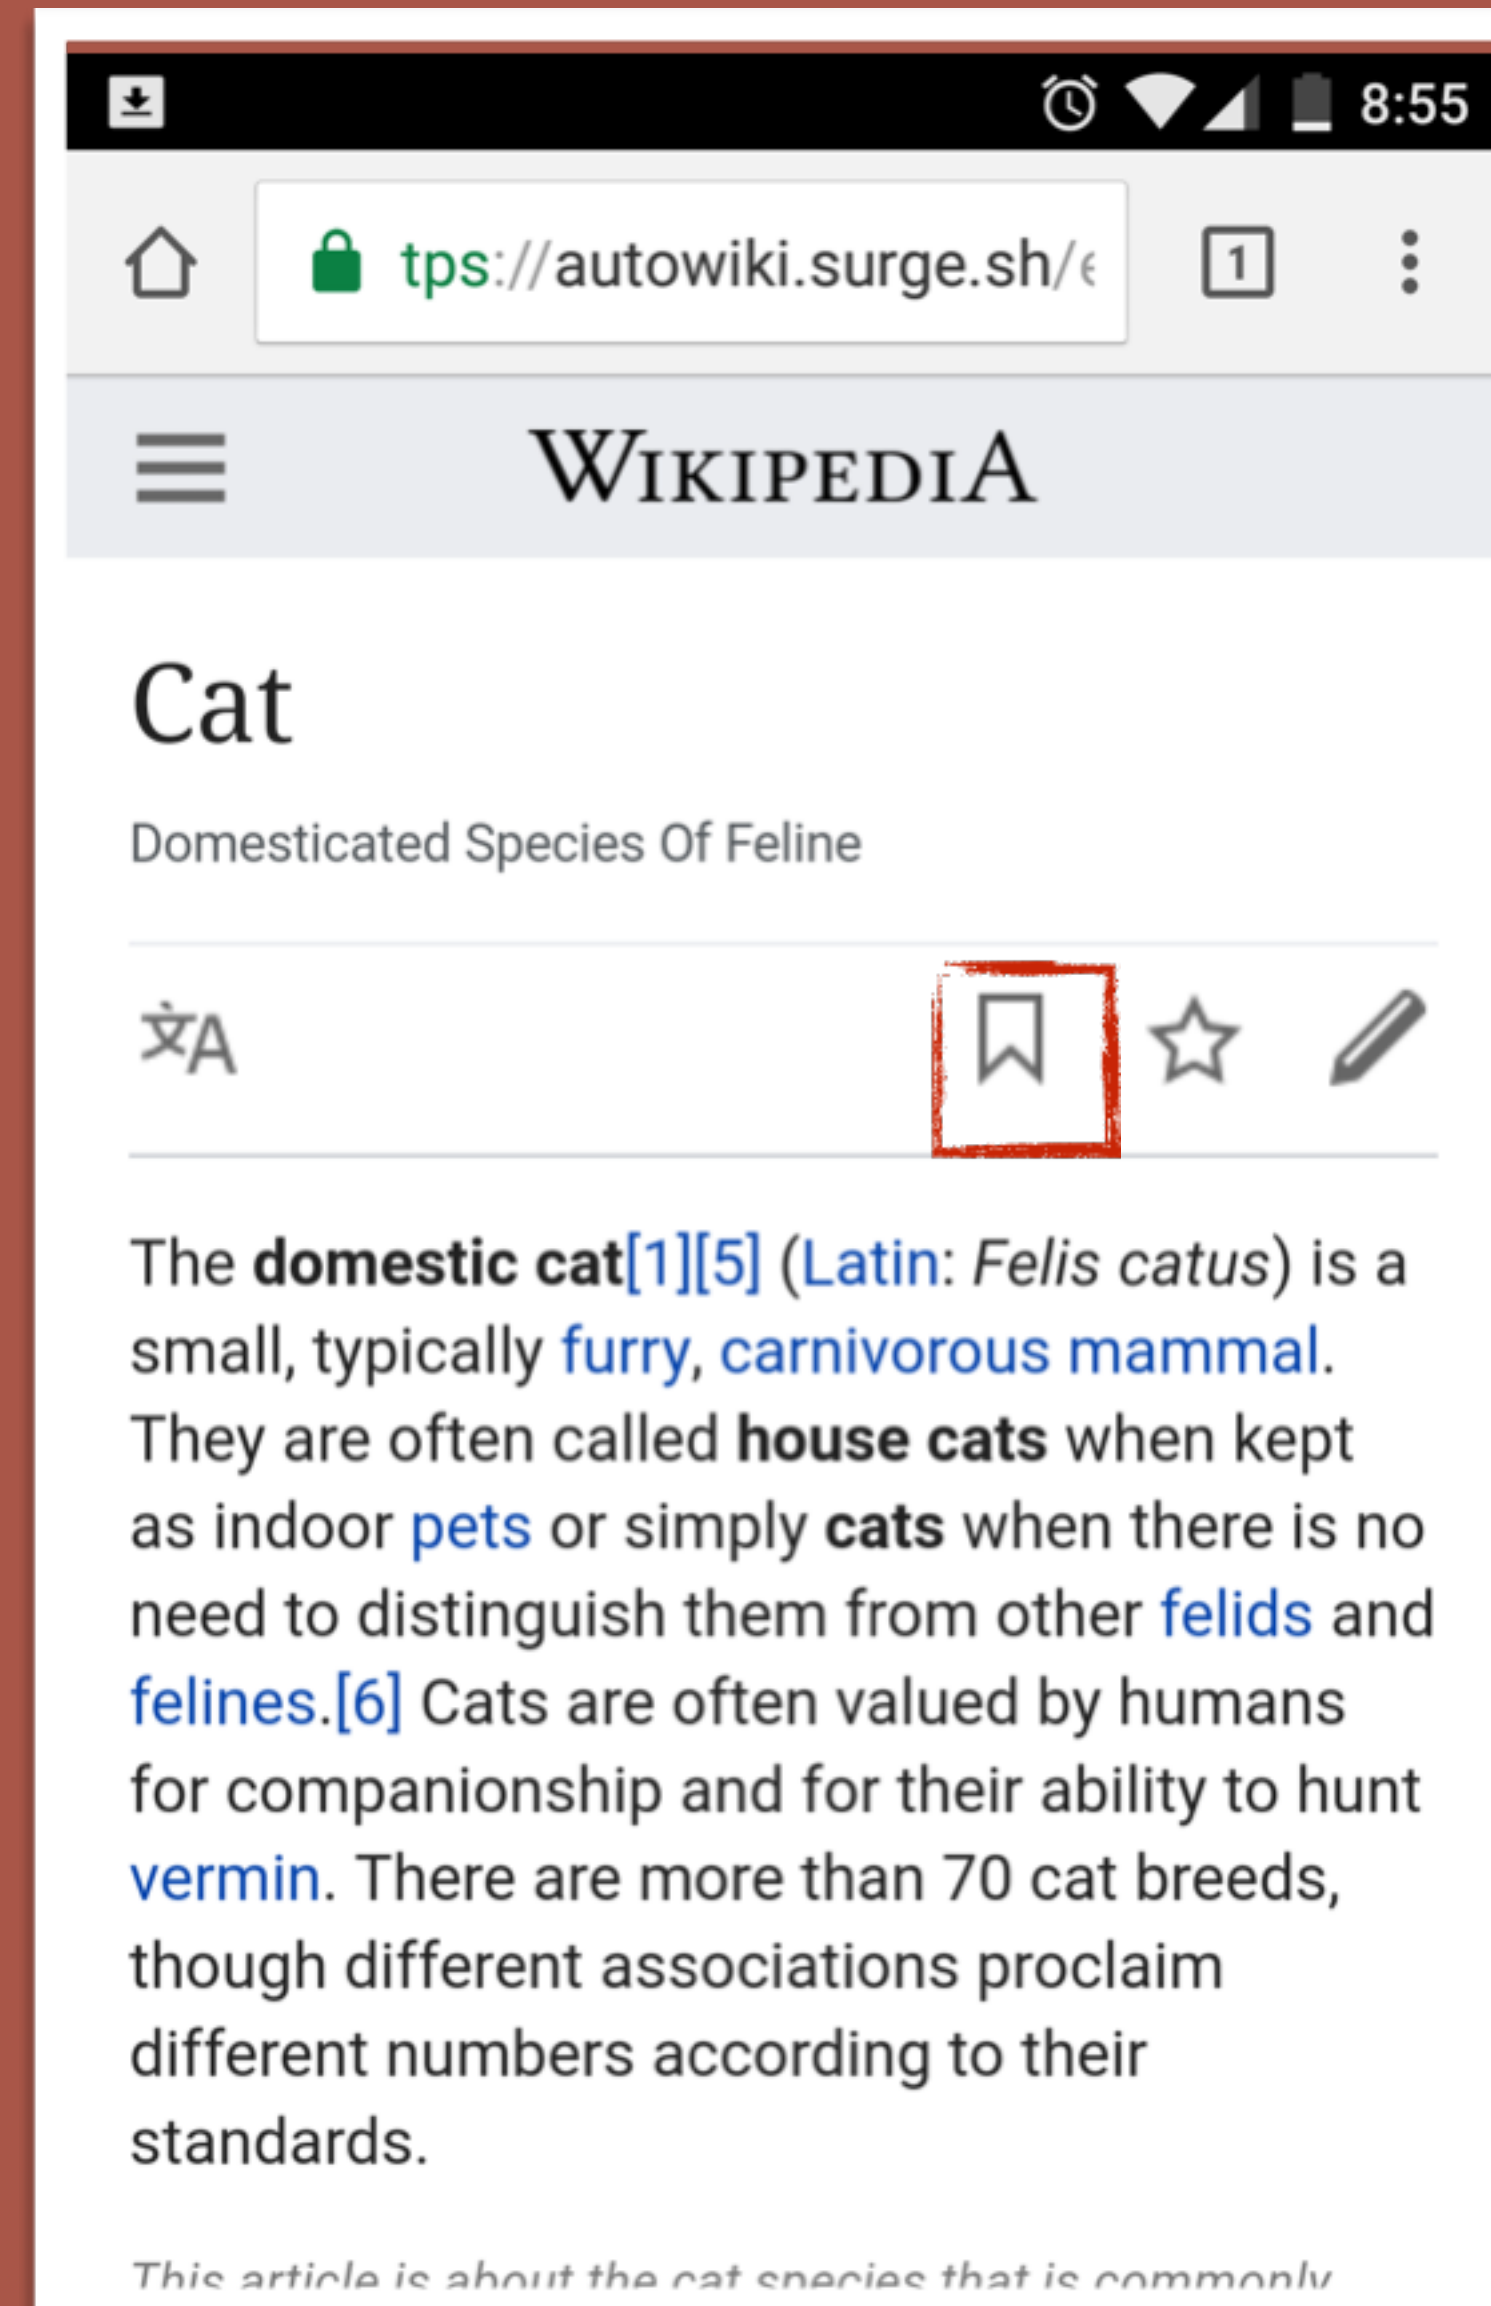 8:55
tps://autowiki.surge.sh/e
1
WIKIPEDIA
Cat
Domesticated Species Of Feline
文A
The domestic cat[1][5] (Latin: Felis catus) is a
small, typically furry, carnivorous mammal.
They are often called house cats when kept
as indoor pets or simply cats when there is no
need to distinguish them from other felids and
felines.[6] Cats are often valued by humans
for companionship and for their ability to hunt
vermin. There are more than 70 cat breeds,
though different associations proclaim
different numbers according to their
standards.
This article is about the cat species that is commonly